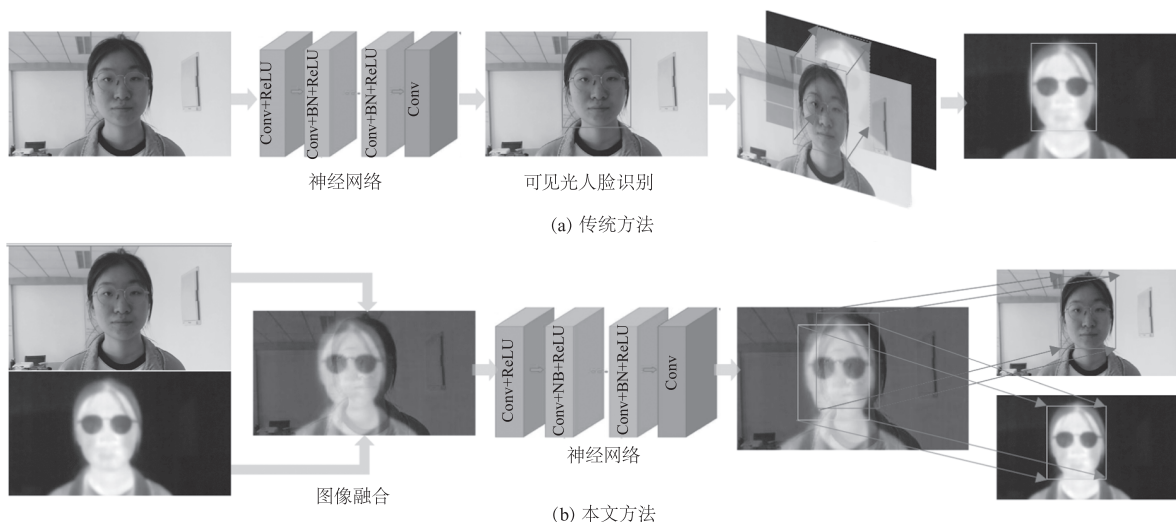 Conv+ReLU
Conv+BN+ReLU
Conv+BN+ReLU
Conv
神经网络
可见光人脸识别
(a) 传统方法
Conv+ReLU
Conv+NB+ReLU
Conv+BN+ReLU
Conv
神经网络
图像融合
(b) 本文方法